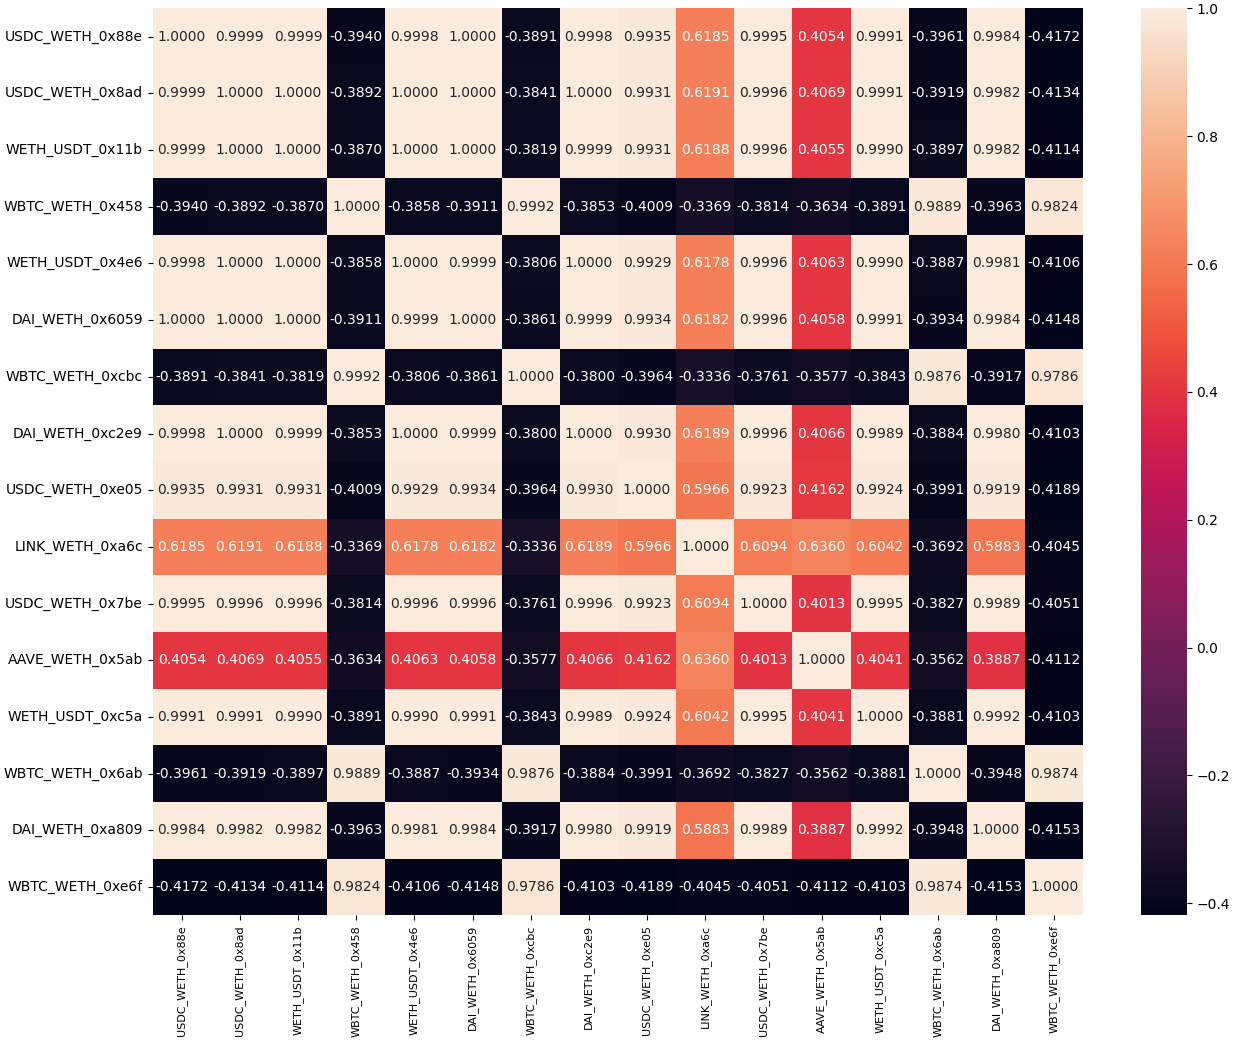 USDC_WETH_0x88e 1.0000 0.9999 0.9999 -0.3940 0.9998 1.0000 -0.3891 0.9998 0.9935 0.6185 0.9995 0.4054 0.9991 -0.3961 0.9984 -0.4172
USDC_WETH_0x8ad 0.9999 1.0000 1.0000 -0.3892 1.0000 1.0000 -0.3841 1.0000 0.9931 0.6191 0.9996 0.4069 0.9991 -0.3919 0.9982 -0.4134
WETH_USDT_0x11b 0.9999 1.0000 1.0000 -0.3870 1.0000 1.0000 -0.3819 0.9999 0.9931 0.6188 0.9996 0.4055 0.9990 -0.3897 0.9982 -0.4114
WBTC_WETH_0x458 -0.3940 -0.3892 -0.3870 1.0000 -0.3858 -0.3911 0.9992 -0.3853 -0.4009 -0.3369 -0.3814 -0.3634 -0.3891 0.9889 -0.3963 0.9824
WETH_USDT_0x4e6 0.9998 1.0000 1.0000 -0.3858 1.0000 0.9999 -0.3806 1.0000 0.9929 0.6178 0.9996 0.4063 0.9990 -0.3887 0.9981 -0.4106
DAI_WETH_0x6059 1.0000 1.0000 1.0000 -0.3911 0.9999 1.0000 -0.3861 0.9999 0.9934 0.6182 0.9996 0.4058 0.9991 -0.3934 0.9984 -0.4148
WBTC_WETH_0xcbc -0.3891 -0.3841 -0.3819 0.9992 -0.3806 -0.3861 1.0000 -0.3800 -0.3964 -0.3336 -0.3761 -0.3577 -0.3843 0.9876 -0.3917 0.9786
DAI_WETH_0xc2e9 0.9998 1.0000 0.9999 -0.3853 1.0000 0.9999 -0.3800 1.0000 0.9930 0.6189 0.9996 0.4066 0.9989 -0.3884 0.9980 -0.4103
USDC_WETH_0xe05 0.9935 0.9931 0.9931 -0.4009 0.9929 0.9934 -0.3964 0.9930 1.0000 0.5966 0.9923 0.4162 0.9924 -0.3991 0.9919 -0.4189
LINK_WETH_0xa6c 0.6185 0.6191 0.6188 -0.3369 0.6178 0.6182 -0.3336 0.6189 0.5966 1.0000 0.6094 0.6360 0.6042 -0.3692 0.5883 -0.4045
USDC_WETH_0x7be 0.9995 0.9996 0.9996 -0.3814 0.9996 0.9996 -0.3761 0.9996 0.9923 0.6094 1.0000 0.4013 0.9995 -0.3827 0.9989 -0.4051
AAVE_WETH_0x5ab 0.4054 0.4069 0.4055 -0.3634 0.4063 0.4058 -0.3577 0.4066 0.4162 0.6360 0.4013 1.0000 0.4041 -0.3562 0.3887 -0.4112
WETH_USDT_0xc5a 0.9991 0.9991 0.9990 -0.3891 0.9990 0.9991 -0.3843 0.9989 0.9924 0.6042 0.9995 0.4041 1.0000 -0.3881 0.9992 -0.4103
WBTC_WETH_0x6ab -0.3961 -0.3919 -0.3897 0.9889 -0.3887 -0.3934 0.9876 -0.3884 -0.3991 -0.3692 -0.3827 -0.3562 -0.3881 1.0000 -0.3948 0.9874
DAI_WETH_0xa809 0.9984 0.9982 0.9982 -0.3963 0.9981 0.9984 -0.3917 0.9980 0.9919 0.5883 0.9989 0.3887 0.9992 -0.3948 1.0000 -0.4153
WBTC_WETH_0xe6f -0.4172 -0.4134 -0.4114 0.9824 -0.4106 -0.4148 0.9786 -0.4103 -0.4189 -0.4045 -0.4051 -0.4112 -0.4103 0.9874 -0.4153 1.0000
USDC_WETH_0x88e
USDC_WETH_0x8ad
WETH_USDT_0x11b
WBTC_WETH_0x458
WETH_USDT_0x4e6
DAI_WETH_0x6059
WBTC_WETH_0xcbc
DAI_WETH_0xc2e9
USDC_WETH_0xe05
LINK_WETH_0xa6c
USDC_WETH_0x7be
AAVE_WETH_0x5ab
WETH_USDT_0xc5a
WBTC_WETH_0x6ab
DAI_WETH_0xa809
WBTC_WETH_0xe6f
1.0
0.8
0.6
0.4
0.2
0.0
−0.2
−0.4